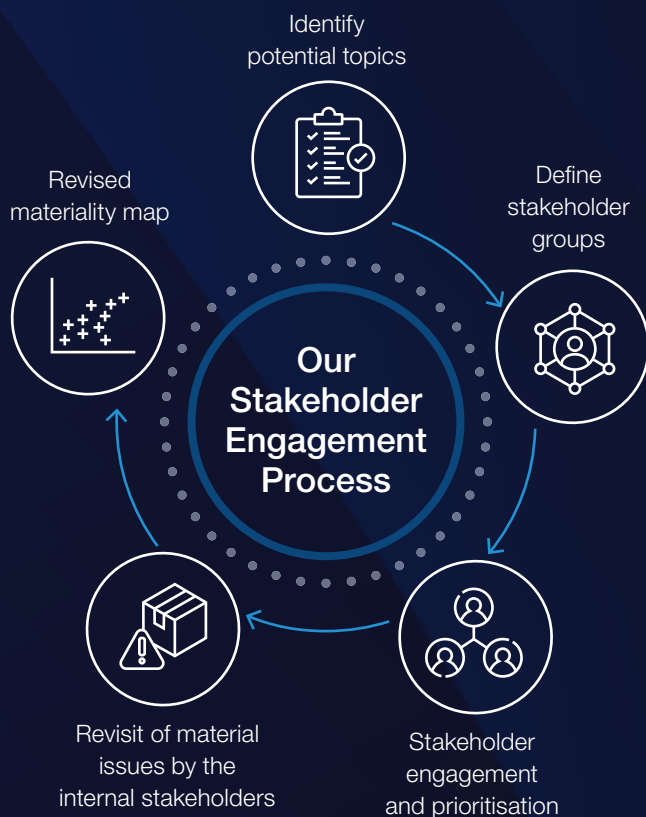 Identify
potential topics
Define
stakeholder
groups
Stakeholder
engagement
and prioritisation
Revisit of material
issues by the
internal stakeholders
Revised
materiality map
Our
Stakeholder
Engagement
Process